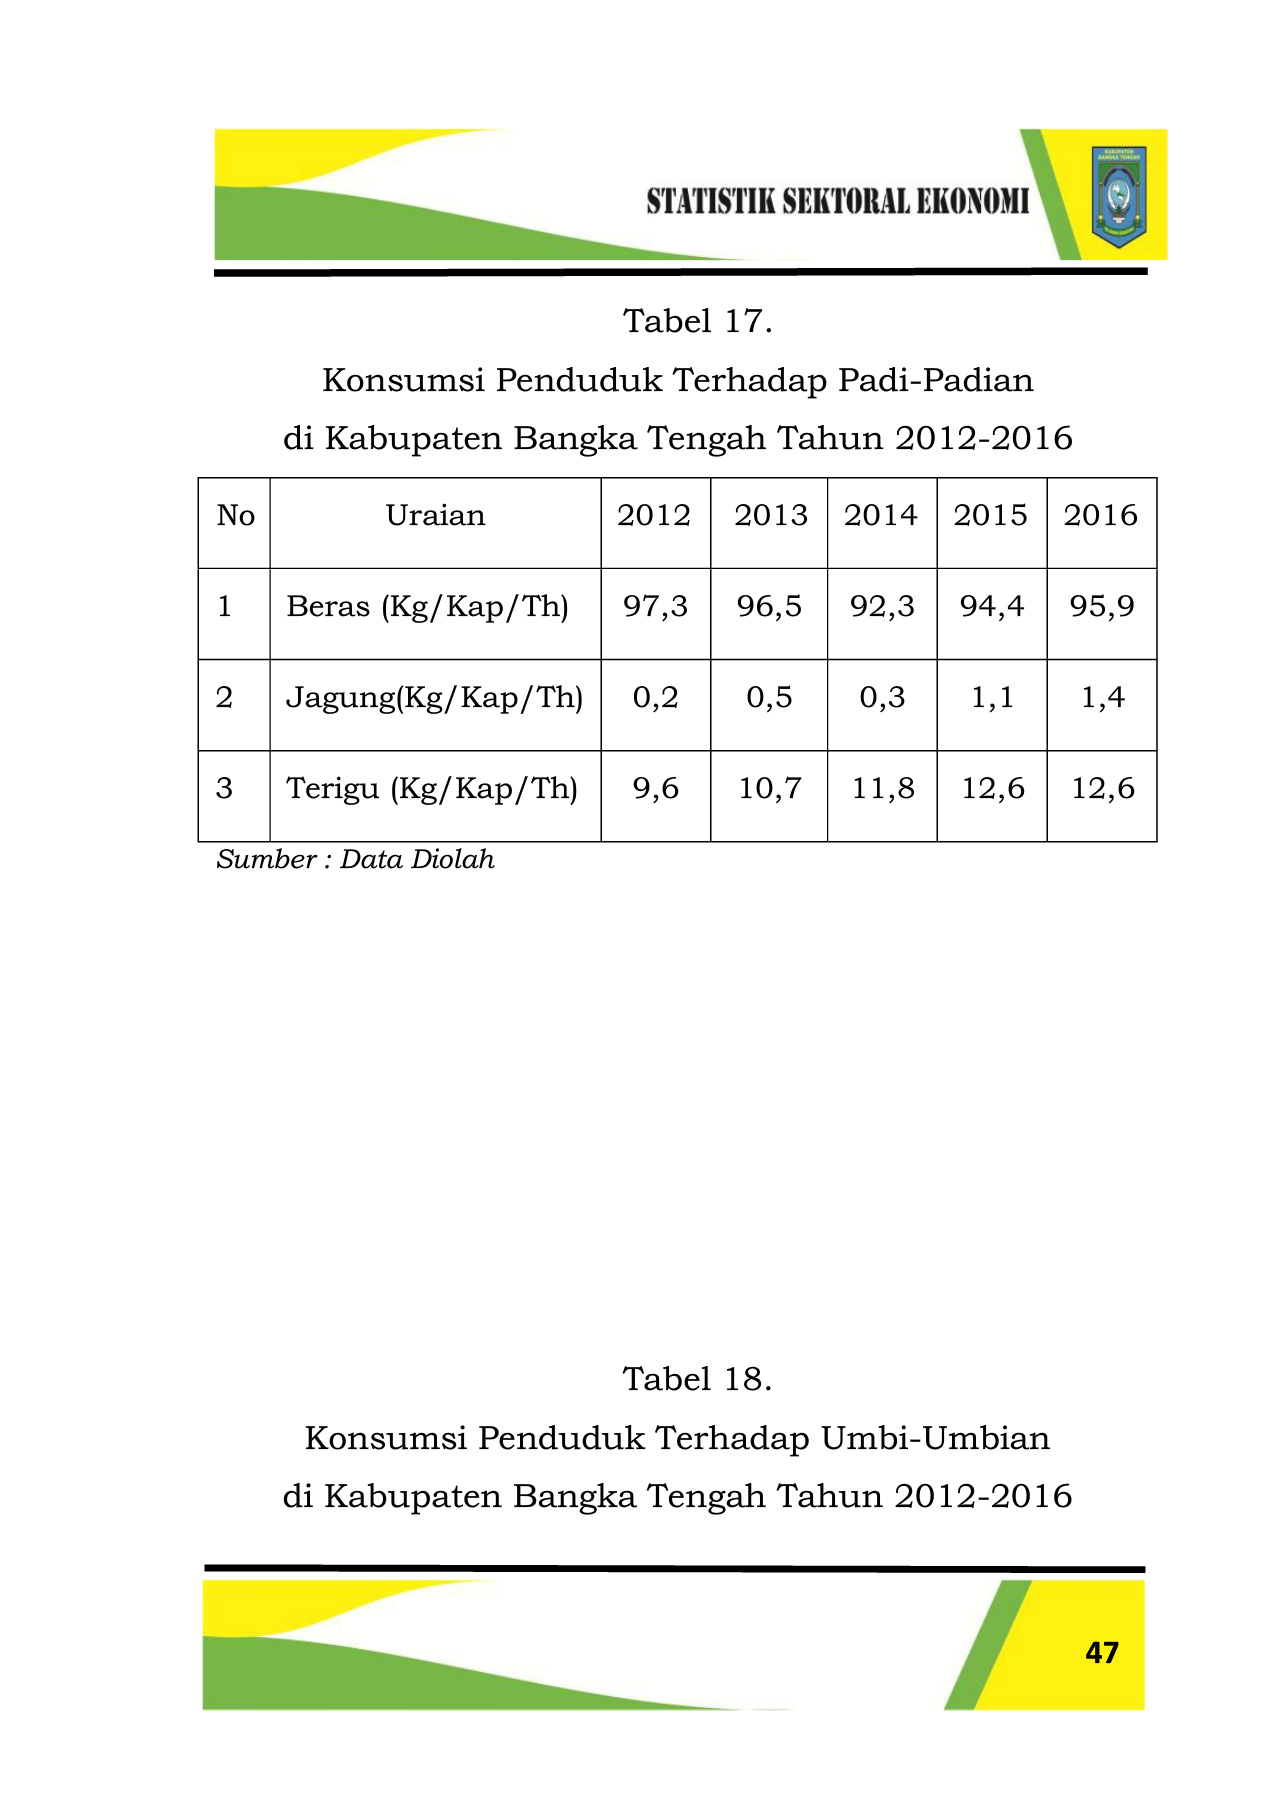 KABUPATEN
BANGKA TENGAH
STATISTIK SEKTORAL EKONOMI
Tabel 17.
Konsumsi Penduduk Terhadap Padi-Padian
di Kabupaten Bangka Tengah Tahun 2012-2016
No Uraian 2012 2013 2014 2015 2016
1 Beras (Kg/Kap/Th) 97,3 96,5 92,3 94,4 95,9
2 Jagung(Kg/Kap/Th) 0,2 0,5 0,3 1,1 1,4
3 Terigu (Kg/Kap/Th) 9,6 10,7 11,8 12,6 12,6
Sumber : Data Diolah
Tabel 18.
Konsumsi Penduduk Terhadap Umbi-Umbian
di Kabupaten Bangka Tengah Tahun 2012-2016
47